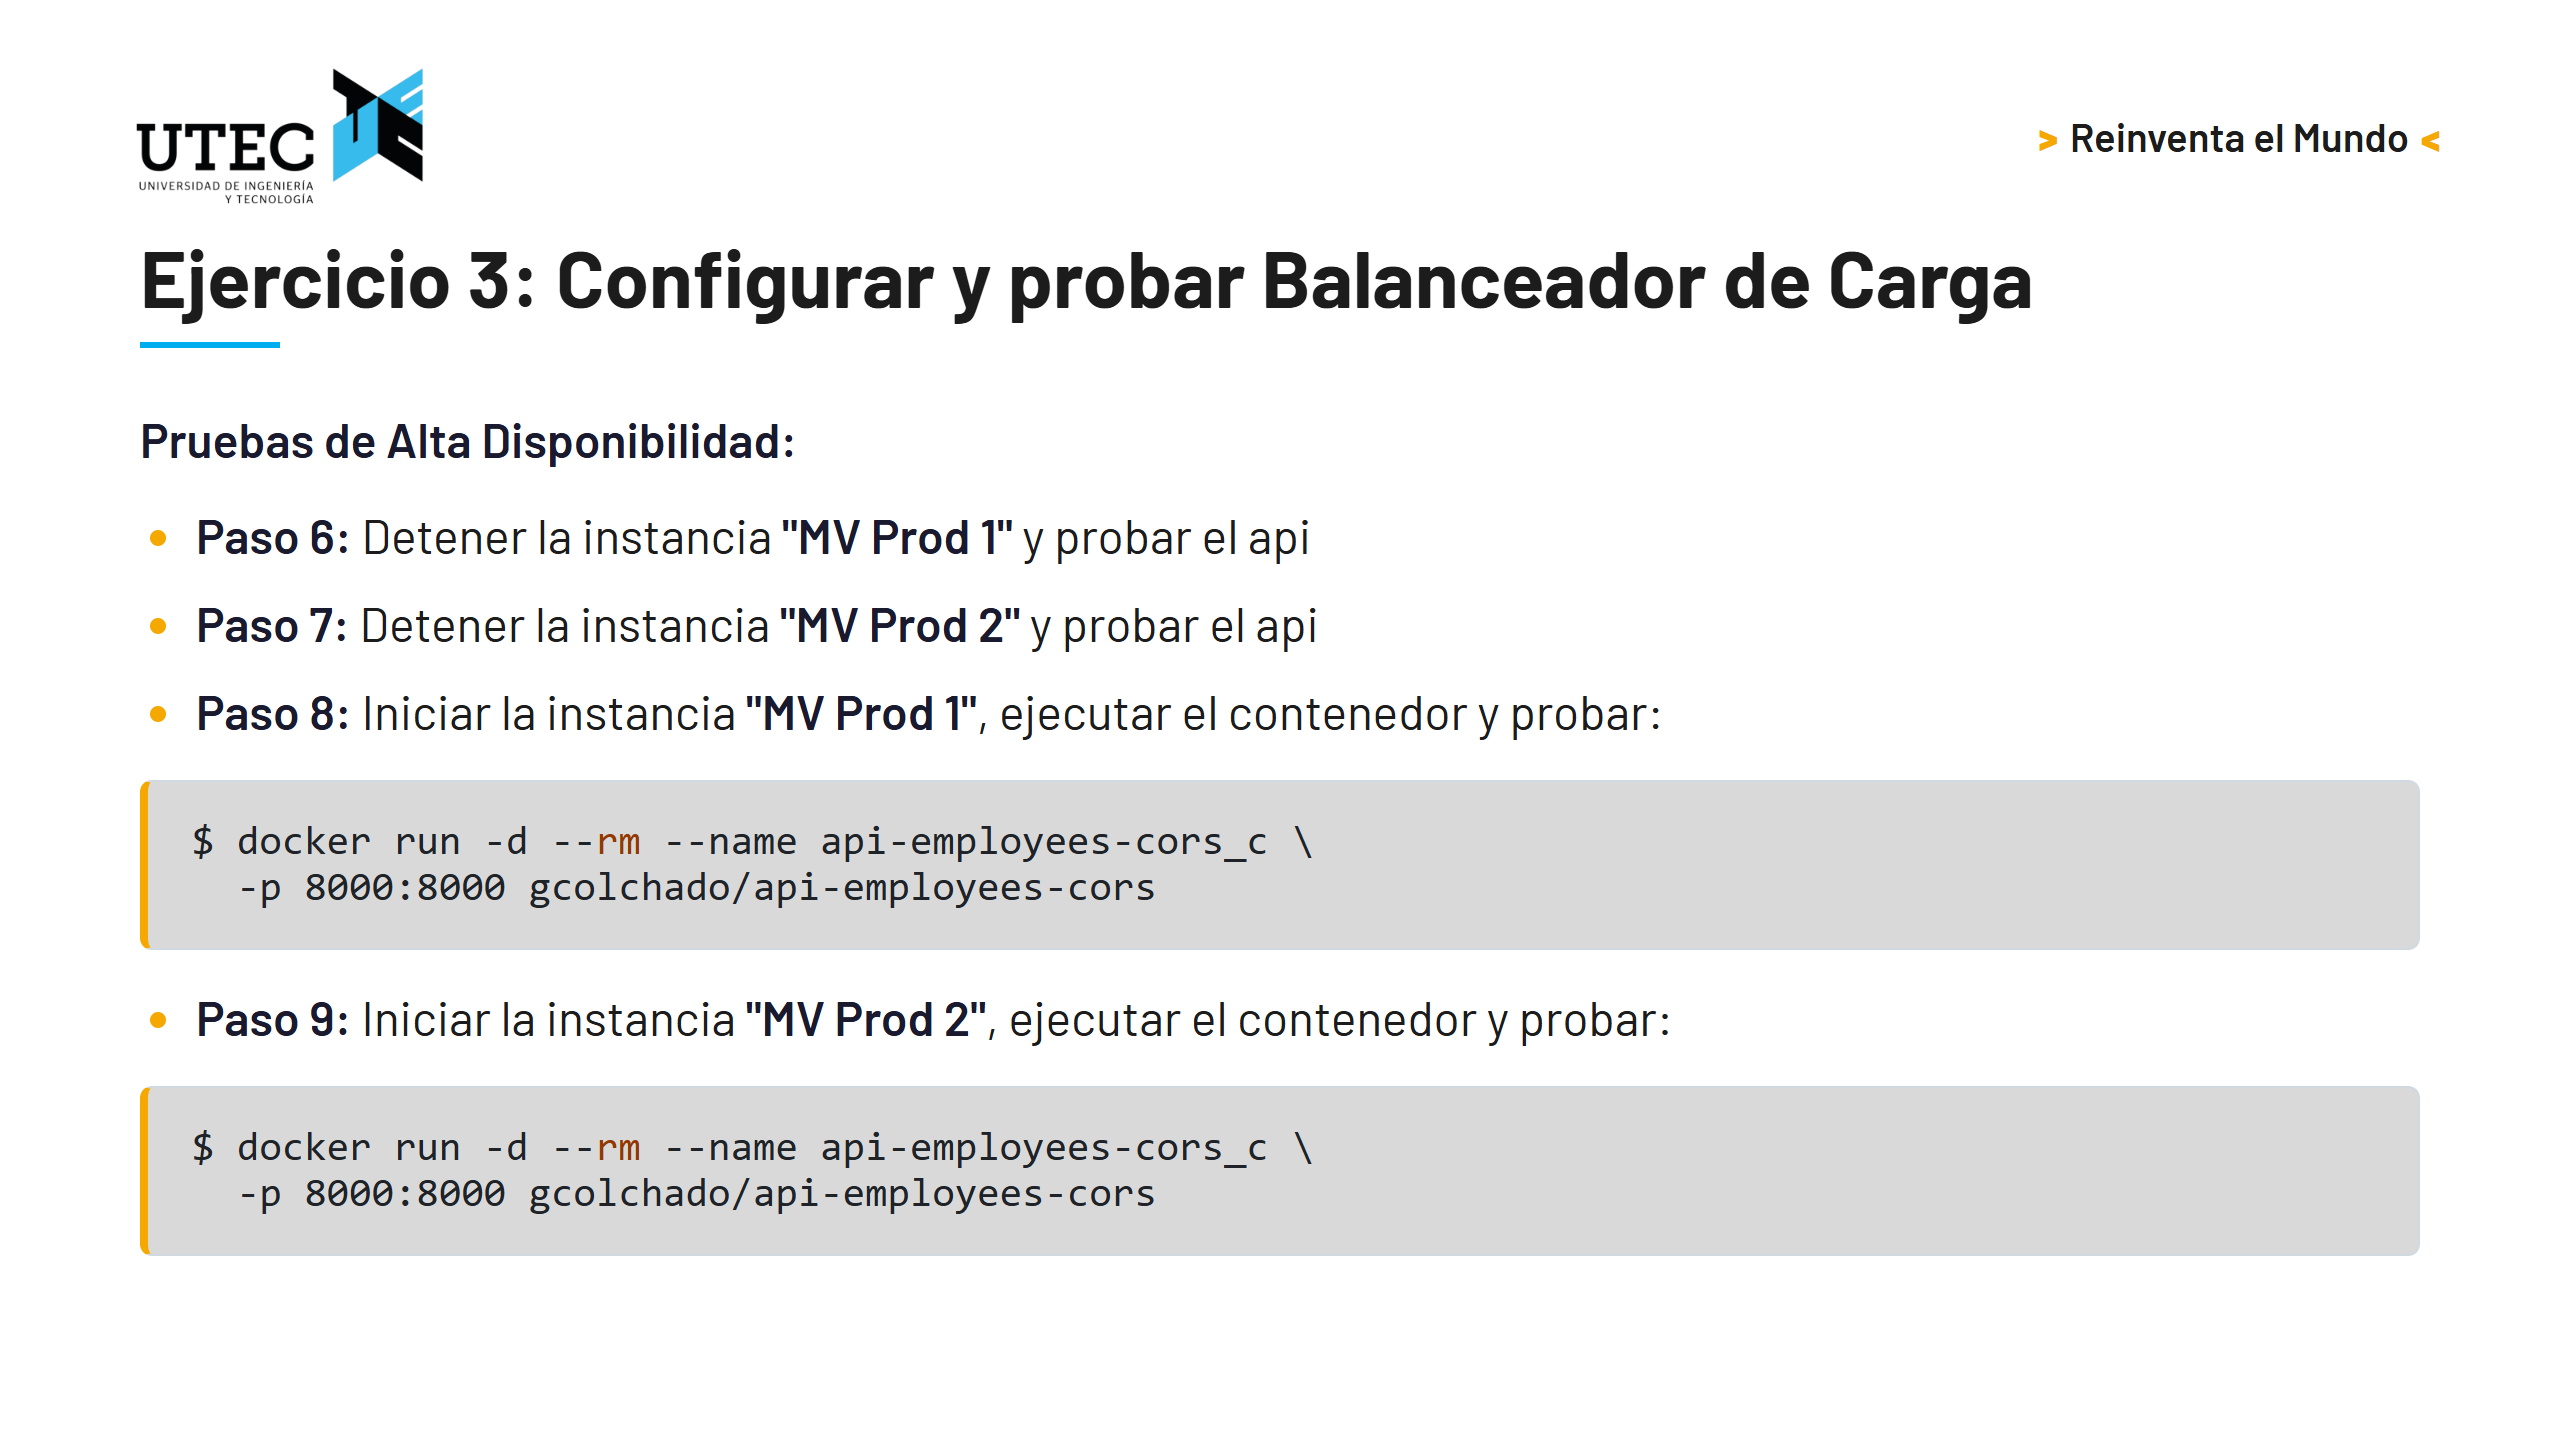 UTEC
UNIVERSIDAD DE INGENIERÍA
Y TECNOLOGÍA
> Reinventa el Mundo <
Ejercicio 3: Configurar y probar Balanceador de Carga
Pruebas de Alta Disponibilidad:
• Paso 6: Detener la instancia "MV Prod 1" y probar el api
• Paso 7: Detener la instancia "MV Prod 2" y probar el api
• Paso 8: Iniciar la instancia "MV Prod 1", ejecutar el contenedor y probar:
$ docker run -d --rm --name api-employees-cors_c \
-p 8000:8000 gcolchado/api-employees-cors
• Paso 9: Iniciar la instancia "MV Prod 2", ejecutar el contenedor y probar:
$ docker run -d --rm --name api-employees-cors_c \
-p 8000:8000 gcolchado/api-employees-cors